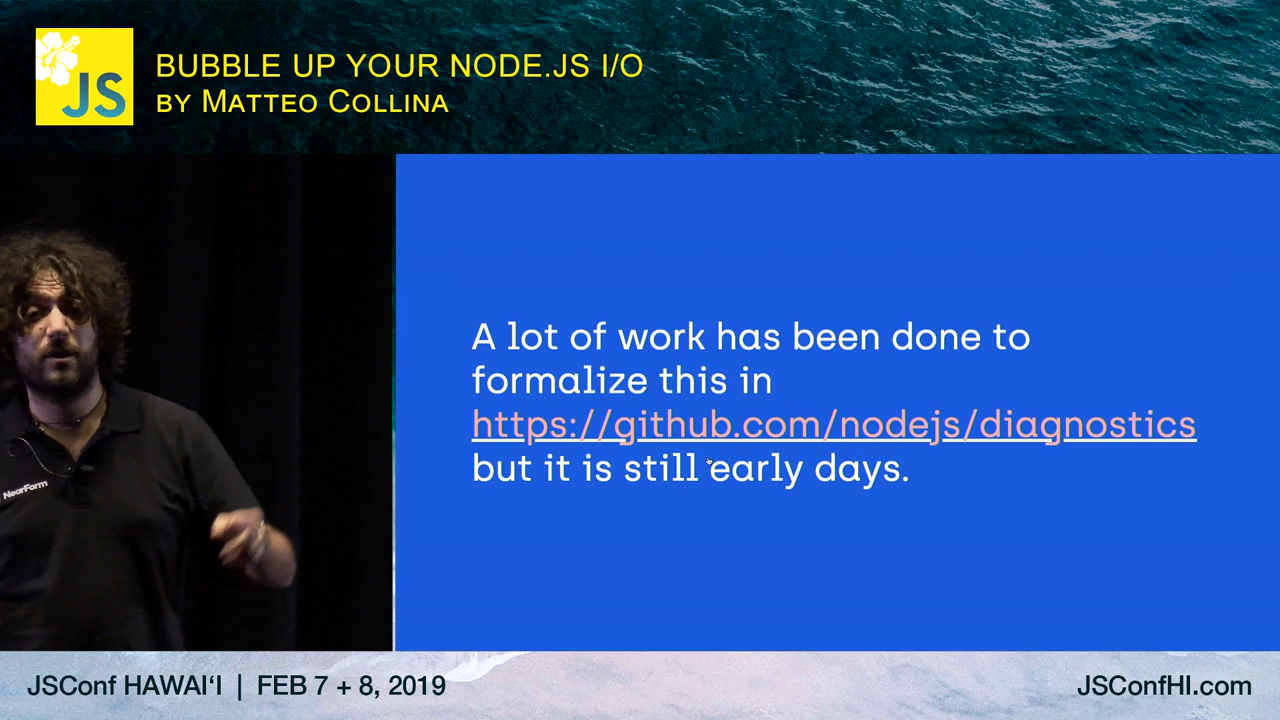 JS
BUBBLE UP YOUR NODE.JS I/O
BY MATTEO COLLINA
A lot of work has been done to
formalize this in
https://github.com/nodejs/diagnostics
but it is still early days.
NearForm
JSConf HAWAI‘I | FEB 7 + 8, 2019
JSConfHI.com